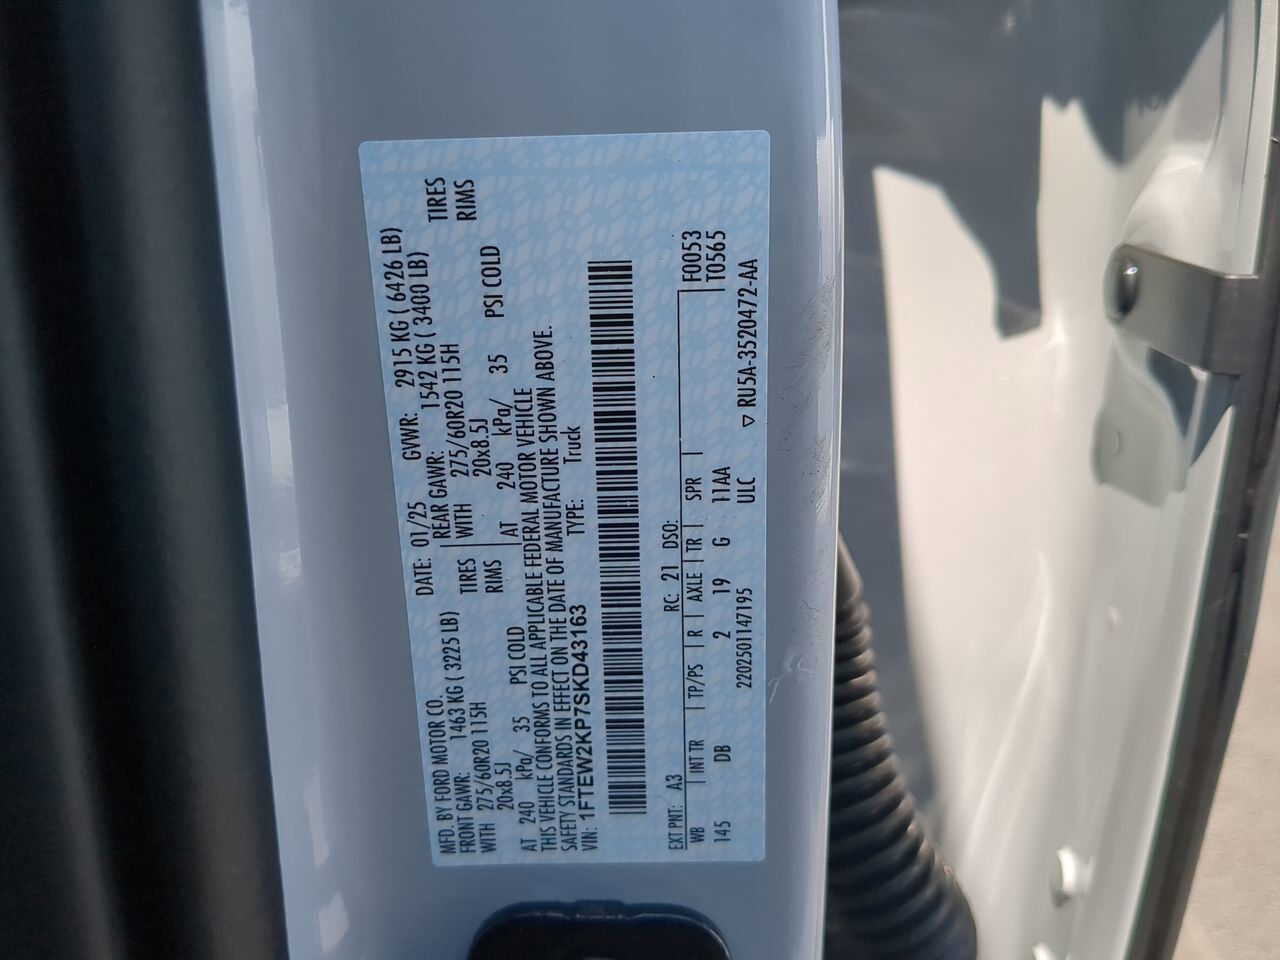 MFD. BY FORD MOTOR CO.
DATE: 01/25 GVWR: 2915 KG ( 6426 LB)
FRONT GAWR: 1463 KG ( 3225 LB) REAR GAWR: 1542 KG ( 3400 LB)
WITH 275/60R20 115H TIRES WITH 275/60R20 115H TIRES
20x8.5J RIMS 20x8.5J RIMS
AT 240 kPa/ 35 PSI COLD AT 240 kPa/ 35 PSI COLD
THIS VEHICLE CONFORMS TO ALL APPLICABLE FEDERAL MOTOR VEHICLE
SAFETY STANDARDS IN EFFECT ON THE DATE OF MANUFACTURE SHOWN ABOVE.
VIN: 1FTEW2KP7SKD43163 TYPE: Truck
EXT PNT: A3 RC: 21 DSO:
WB INT TR TP/PS R AXLE TR SPR F0053
145 DB 2 19 G 11AA T0565
2202501147195 ULC ▽ RU5A-3520472-AA